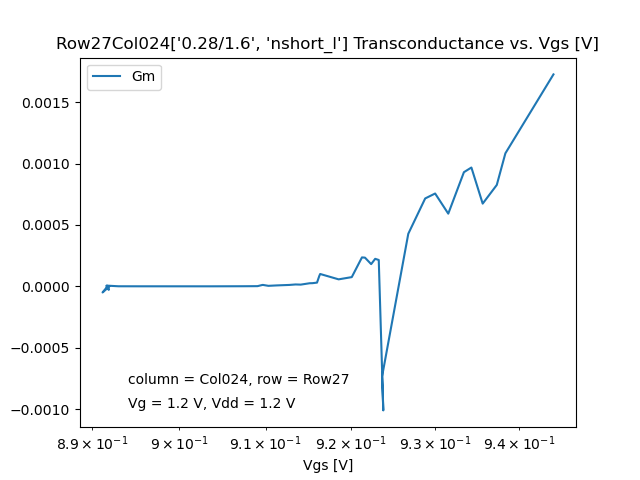 Row27Col024['0.28/1.6', 'nshort_l'] Transconductance vs. Vgs [V]
Gm
0.0015
0.0010
0.0005
0.0000
−0.0005
−0.0010
column = Col024, row = Row27
Vg = 1.2 V, Vdd = 1.2 V
8.9 × 10⁻¹ 9 × 10⁻¹ 9.1 × 10⁻¹ 9.2 × 10⁻¹ 9.3 × 10⁻¹ 9.4 × 10⁻¹
Vgs [V]